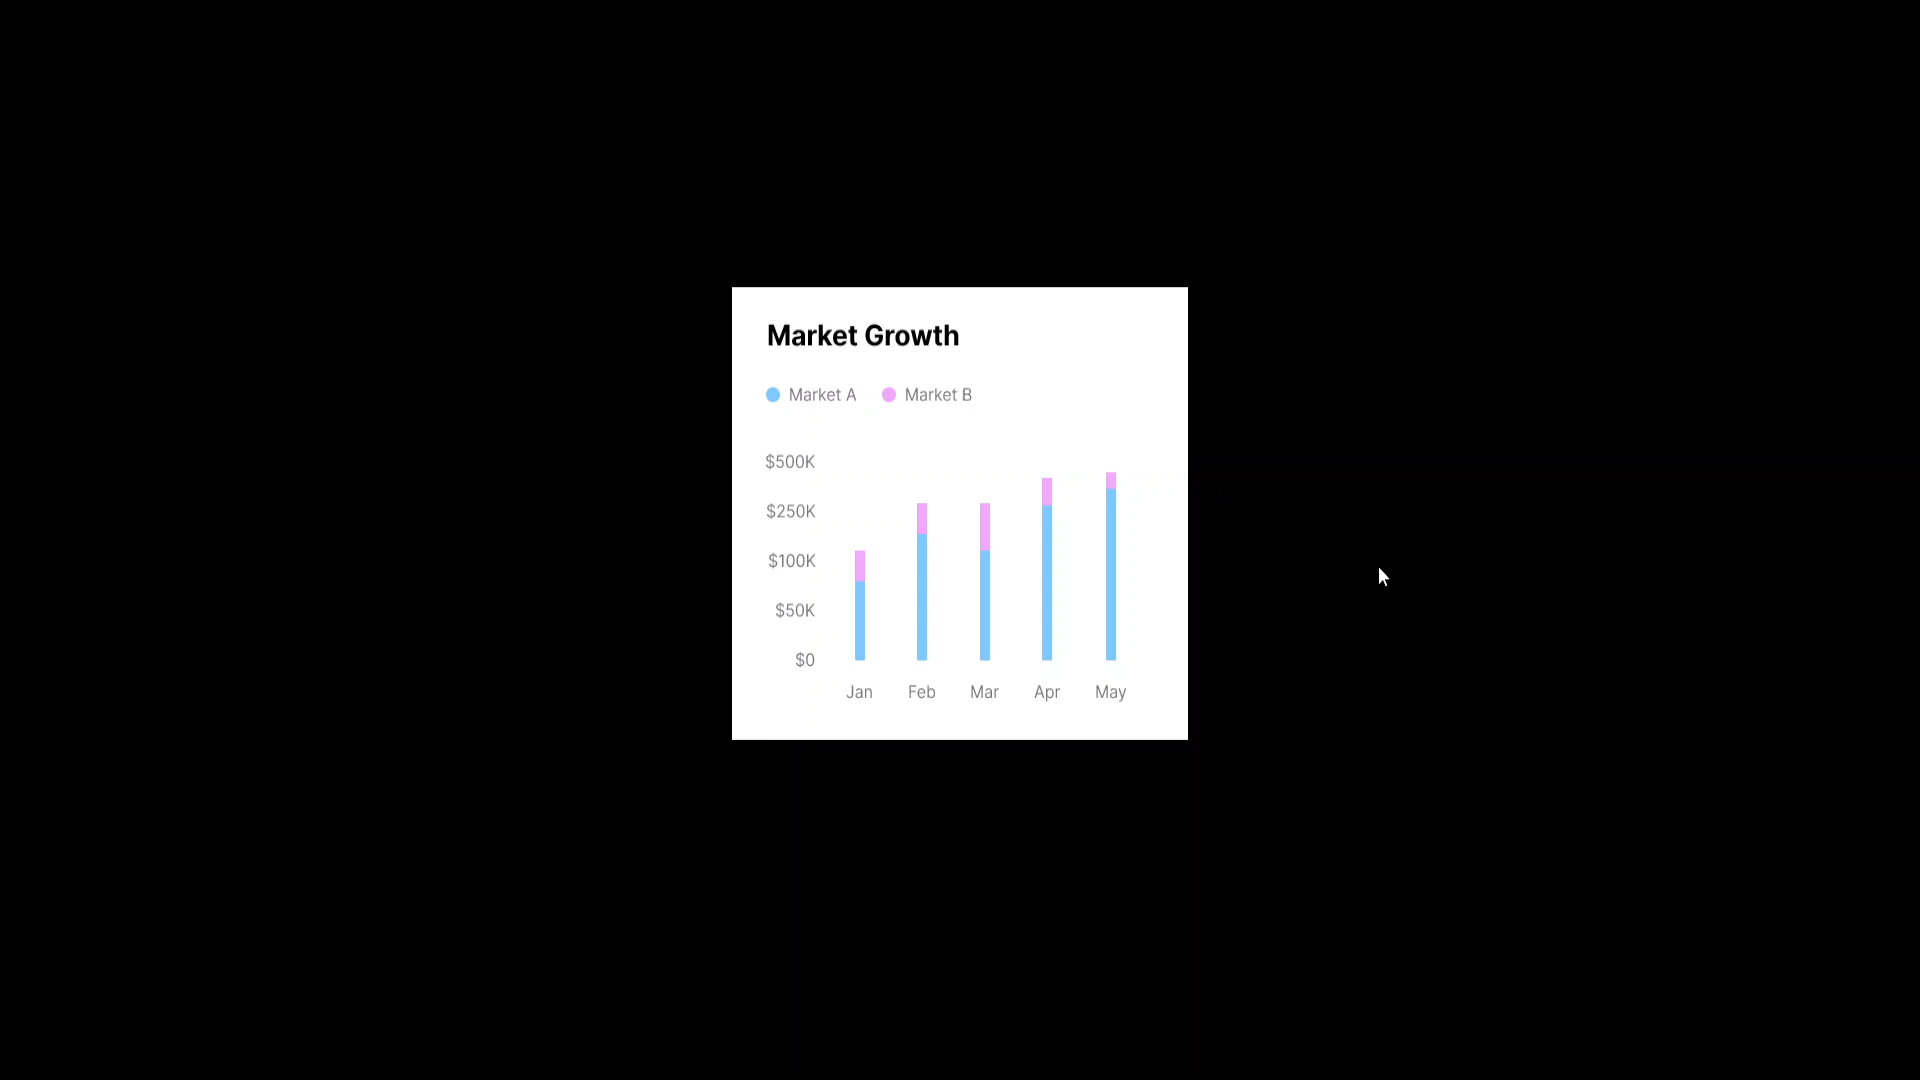 Market Growth
Market A Market B
$500K
$250K
$100K
$50K
$0
Jan Feb Mar Apr May